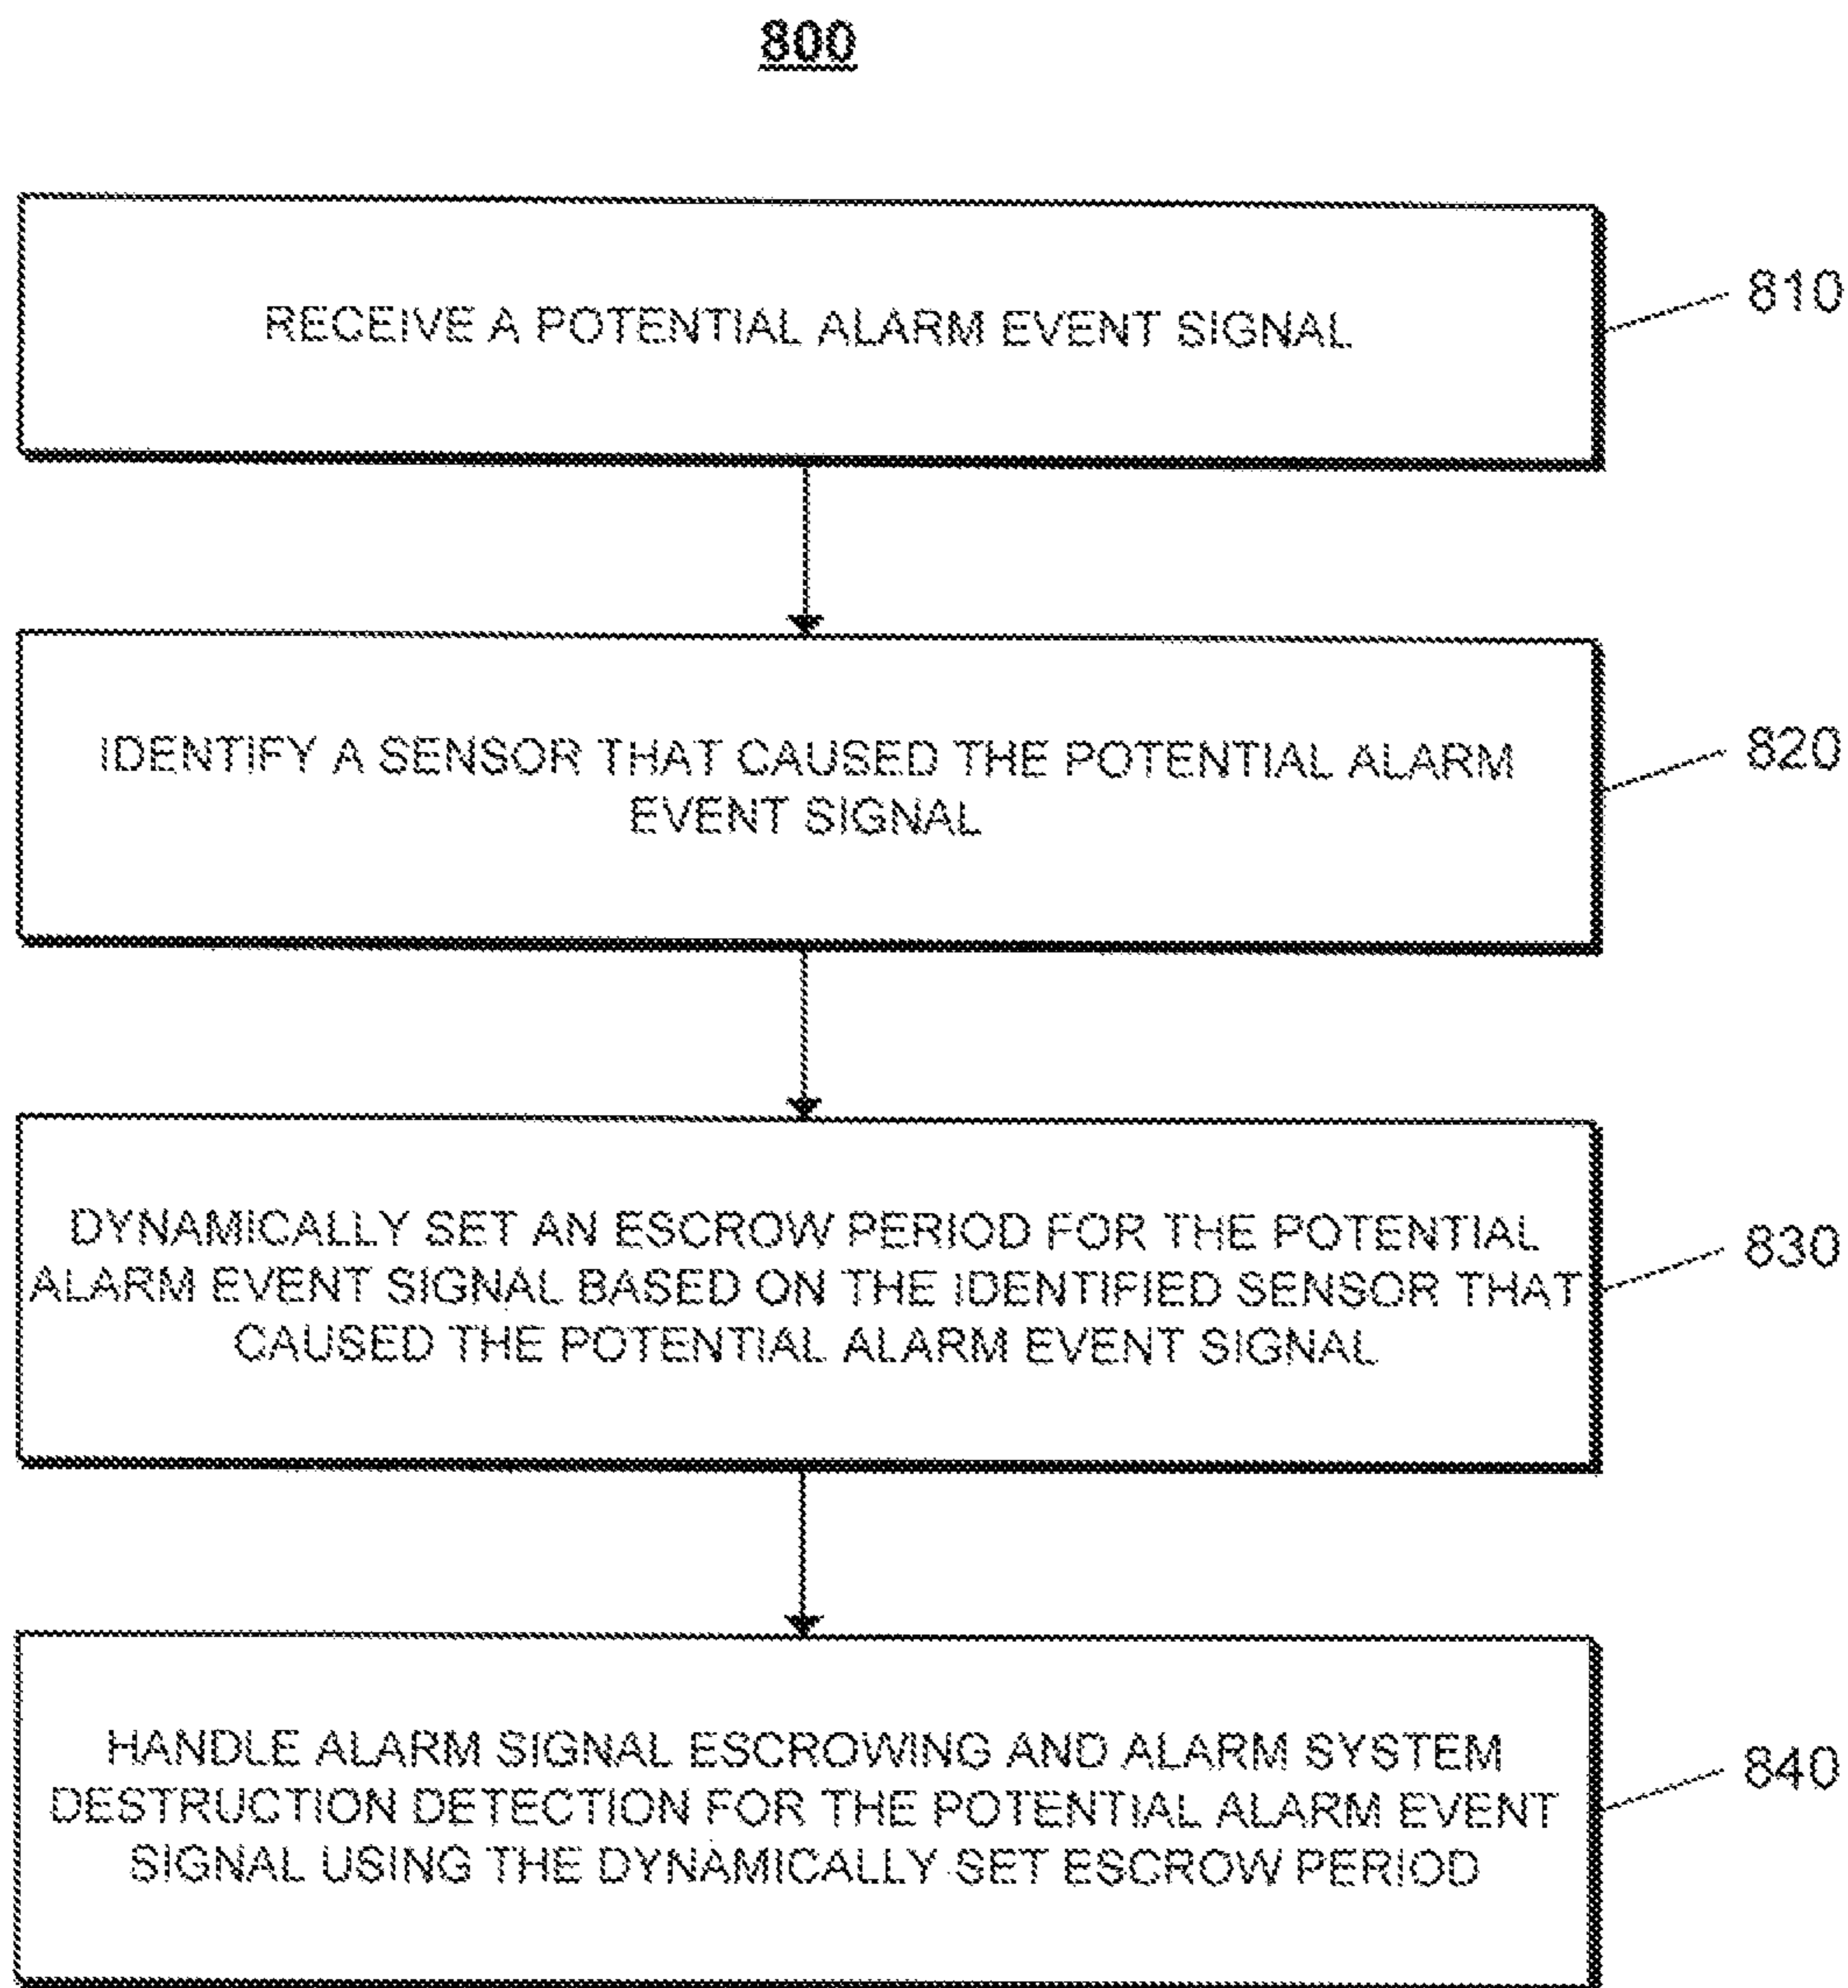 800
RECEIVE A POTENTIAL ALARM EVENT SIGNAL
810
IDENTIFY A SENSOR THAT CAUSED THE POTENTIAL ALARM
EVENT SIGNAL
820
DYNAMICALLY SET AN ESCROW PERIOD FOR THE POTENTIAL
ALARM EVENT SIGNAL BASED ON THE IDENTIFIED SENSOR THAT
CAUSED THE POTENTIAL ALARM EVENT SIGNAL
830
HANDLE ALARM SIGNAL ESCROWING AND ALARM SYSTEM
DESTRUCTION DETECTION FOR THE POTENTIAL ALARM EVENT
SIGNAL USING THE DYNAMICALLY SET ESCROW PERIOD
840